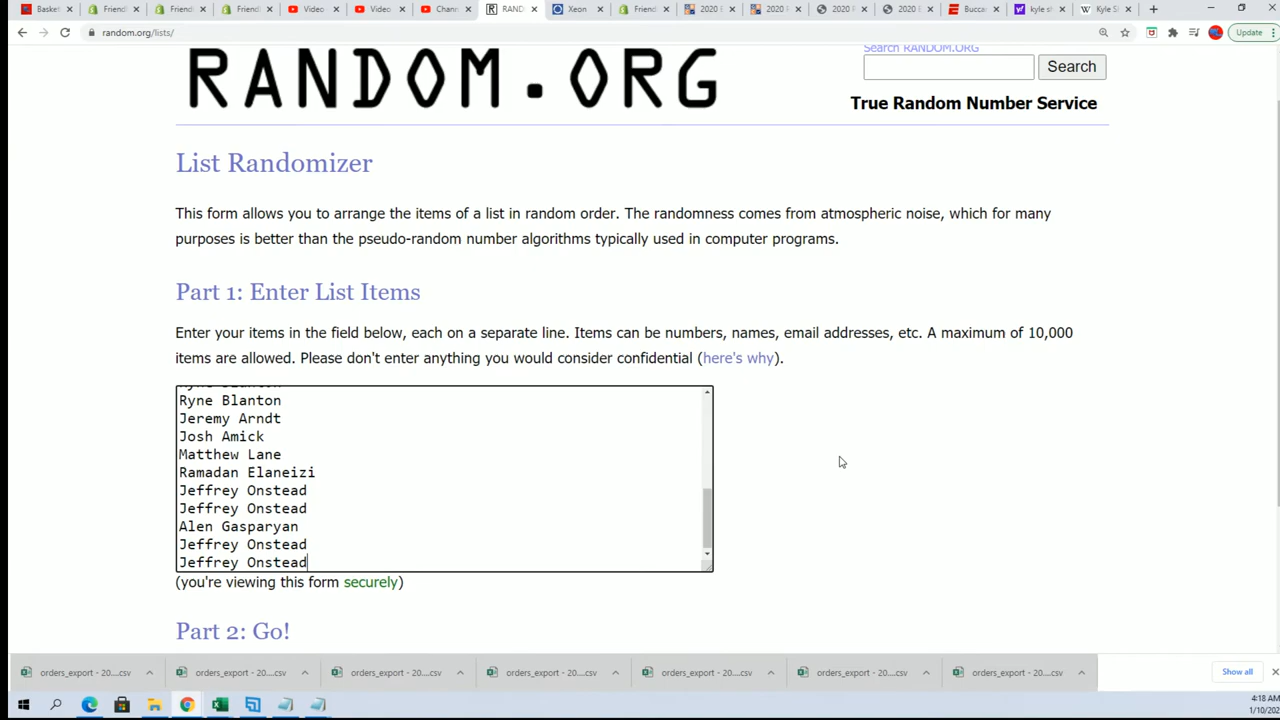 Basket
Friendl
Friendl
Friendl
Video
Video
Chann
RAND
Xeon
Friend
2020 E
2020 F
2020 F
2020 E
Bucca
kyle sh
Kyle S
random.org/lists/
Update
RANDOM.ORG
Search RANDOM.ORG
Search
True Random Number Service
List Randomizer
This form allows you to arrange the items of a list in random order. The randomness comes from atmospheric noise, which for many
purposes is better than the pseudo-random number algorithms typically used in computer programs.
Part 1: Enter List Items
Enter your items in the field below, each on a separate line. Items can be numbers, names, email addresses, etc. A maximum of 10,000
items are allowed. Please don't enter anything you would consider confidential (here's why).
Ryne Blanton
Jeremy Arndt
Josh Amick
Matthew Lane
Ramadan Elaneizi
Jeffrey Onstead
Jeffrey Onstead
Alen Gasparyan
Jeffrey Onstead
Jeffrey Onstead
(you're viewing this form securely)
Part 2: Go!
orders_export - 20....csv
orders_export - 20....csv
orders_export - 20....csv
orders_export - 20....csv
orders_export - 20....csv
orders_export - 20....csv
orders_export - 20....csv
Show all
4:18 AM
1/10/202